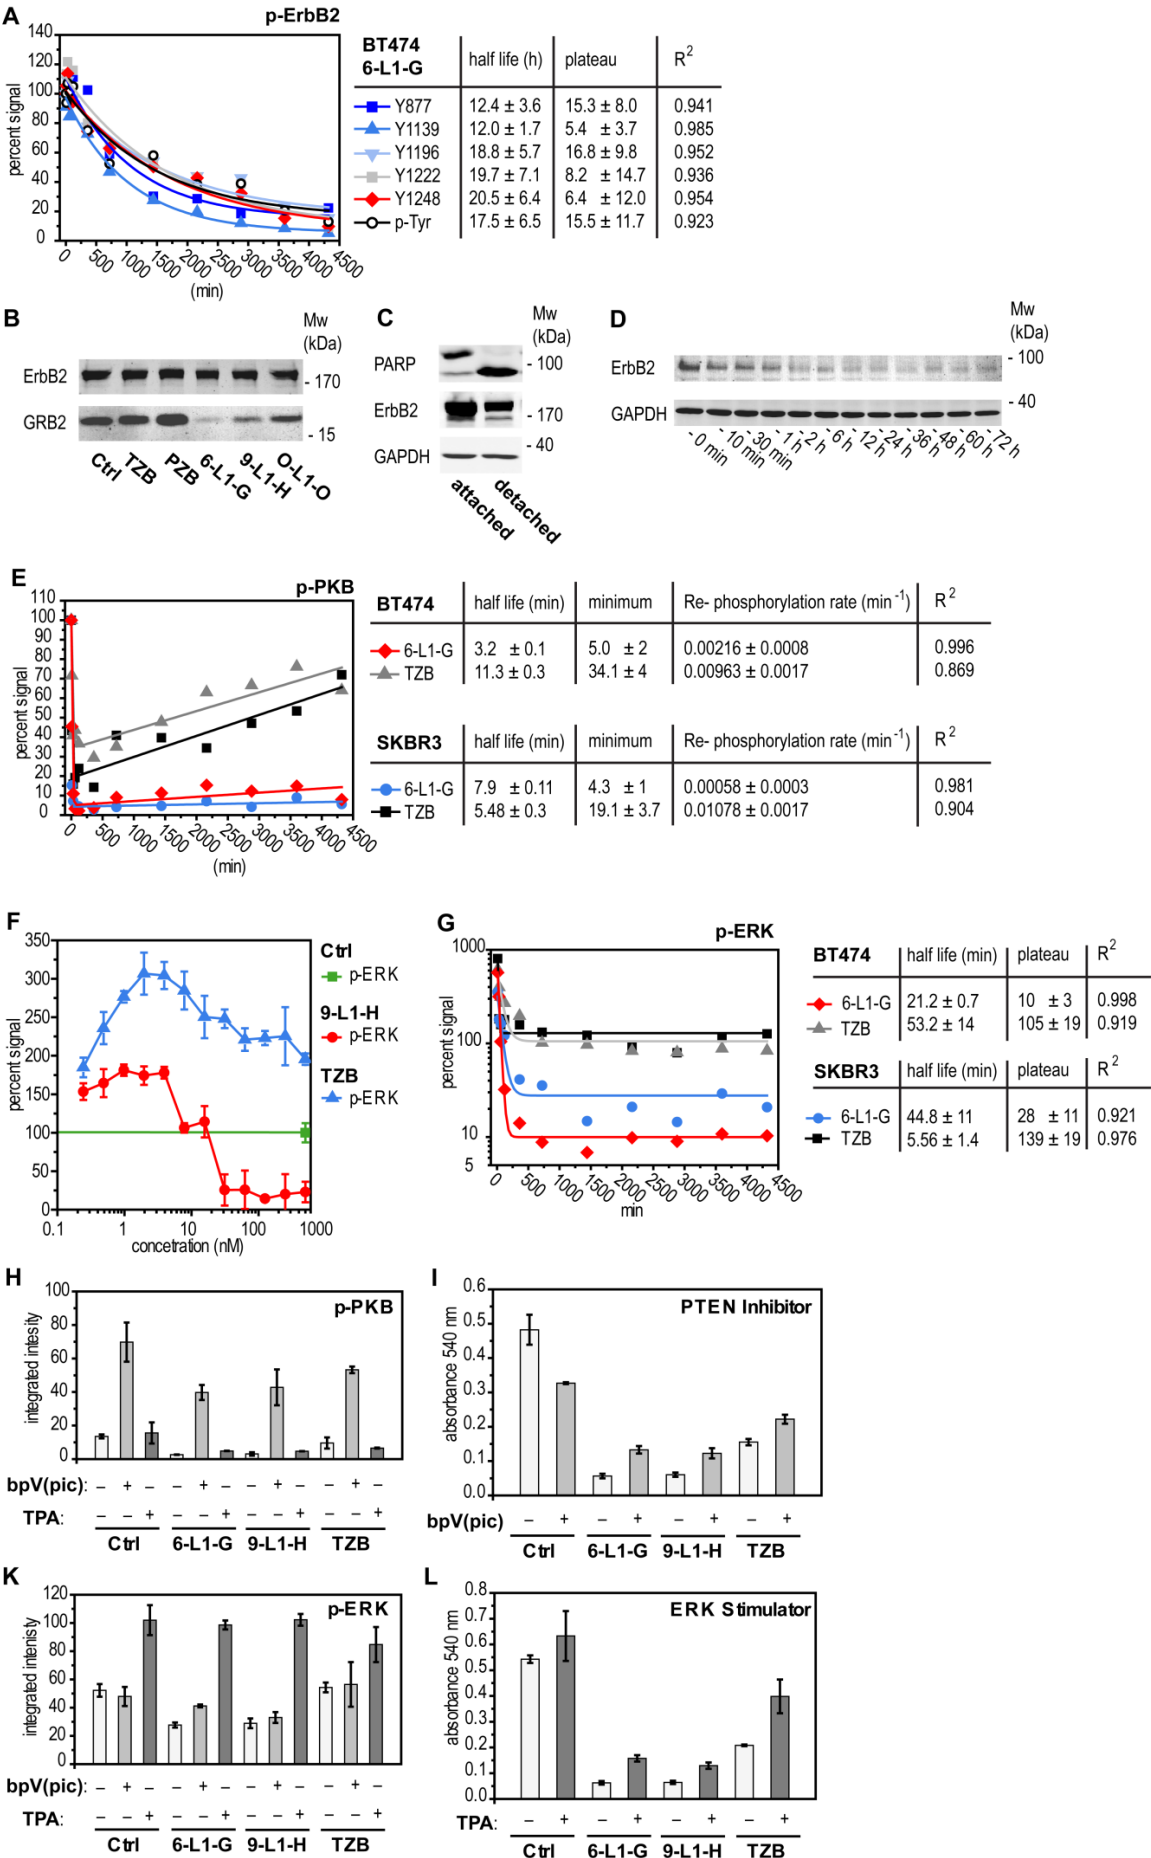 A
p-ErbB2
140
120
100
80
60
40
20
0
percent signal
0 500 1000 1500 2000 2500 3000 3500 4000 4500
(min)
BT474
6-L1-G
half life (h) plateau R2
Y877 12.4 ± 3.6 15.3 ± 8.0 0.941
Y1139 12.0 ± 1.7 5.4 ± 3.7 0.985
Y1196 18.8 ± 5.7 16.8 ± 9.8 0.952
Y1222 19.7 ± 7.1 8.2 ± 14.7 0.936
Y1248 20.5 ± 6.4 6.4 ± 12.0 0.954
p-Tyr 17.5 ± 6.5 15.5 ± 11.7 0.923
B
Mw
(kDa)
ErbB2
- 170
GRB2
- 15
Ctrl TZB PZB 6-L1-G 9-L1-H O-L1-O
C
Mw
(kDa)
PARP
- 100
ErbB2
- 170
- 40
GAPDH
attached detached
D
Mw
(kDa)
ErbB2
- 100
- 40
GAPDH
- 0 min - 10 min - 30 min - 1 h - 2 h - 6 h - 12 h - 24 h - 36 h - 48 h - 60 h - 72 h
E
p-PKB
110
100
90
80
70
60
50
40
30
20
10
0
percent signal
0 500 1000 1500 2000 2500 3000 3500 4000 4500
(min)
BT474 half life (min) minimum Re- phosphorylation rate (min-1) R2
6-L1-G 3.2 ± 0.1 5.0 ± 2 0.00216 ± 0.0008 0.996
TZB 11.3 ± 0.3 34.1 ± 4 0.00963 ± 0.0017 0.869
SKBR3 half life (min) minimum Re- phosphorylation rate (min-1) R2
6-L1-G 7.9 ± 0.11 4.3 ± 1 0.00058 ± 0.0003 0.981
TZB 5.48 ± 0.3 19.1 ± 3.7 0.01078 ± 0.0017 0.904
F
350
300
250
200
150
100
50
0
percent signal
0.1 1 10 100 1000
concetration (nM)
Ctrl
p-ERK
9-L1-H
p-ERK
TZB
p-ERK
G
p-ERK
1000
100
10
5
percent signal
0 500 1000 1500 2000 2500 3000 3500 4000 4500
min
BT474 half life (min) plateau R2
6-L1-G 21.2 ± 0.7 10 ± 3 0.998
TZB 53.2 ± 14 105 ± 19 0.919
SKBR3 half life (min) plateau R2
6-L1-G 44.8 ± 11 28 ± 11 0.921
TZB 5.56 ± 1.4 139 ± 19 0.976
H
p-PKB
100
80
60
40
20
0
integrated intesity
bpV(pic): – + – – + – – + – – + –
TPA: – – + – – + – – + – – +
Ctrl 6-L1-G 9-L1-H TZB
I
PTEN Inhibitor
0.6
0.5
0.4
0.3
0.2
0.1
0.0
absorbance 540 nm
bpV(pic) – + – + – + – +
Ctrl 6-L1-G 9-L1-H TZB
K
p-ERK
120
100
80
60
40
20
0
integrated intenisty
bpV(pic): – + – – + – – + – – + –
TPA: – – + – – + – – + – – +
Ctrl 6-L1-G 9-L1-H TZB
L
ERK Stimulator
0.8
0.7
0.6
0.5
0.4
0.3
0.2
0.1
0.0
absorbance 540 nm
TPA: – + – + – + – +
Ctrl 6-L1-G 9-L1-H TZB